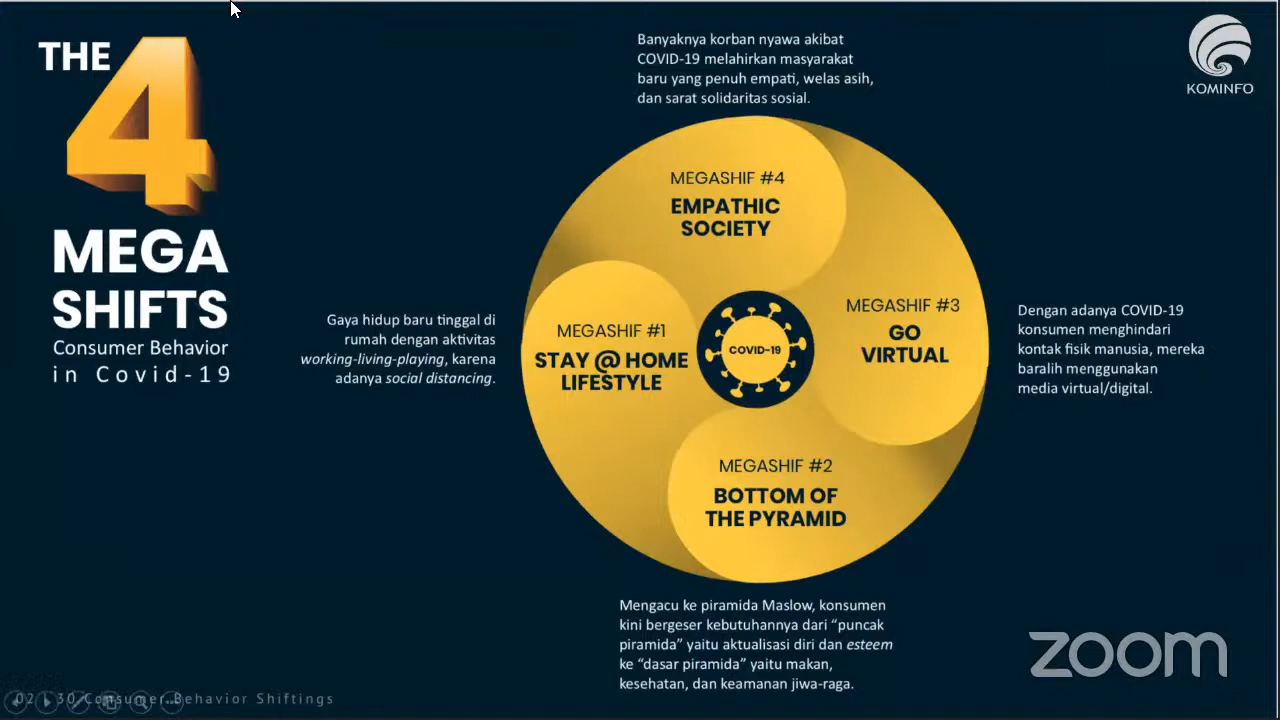 THE
4
MEGA
SHIFTS
Consumer Behavior
in Covid-19
Banyaknya korban nyawa akibat
COVID-19 melahirkan masyarakat
baru yang penuh empati, welas asih,
dan sarat solidaritas sosial.
KOMINFO
MEGASHIF #4
EMPATHIC
SOCIETY
Gaya hidup baru tinggal di
rumah dengan aktivitas
working-living-playing, karena
adanya social distancing.
MEGASHIF #1
STAY @ HOME
LIFESTYLE
COVID-19
MEGASHIF #3
GO
VIRTUAL
Dengan adanya COVID-19
konsumen menghindari
kontak fisik manusia, mereka
baralih menggunakan
media virtual/digital.
MEGASHIF #2
BOTTOM OF
THE PYRAMID
Mengacu ke piramida Maslow, konsumen
kini bergeser kebutuhannya dari “puncak
piramida” yaitu aktualisasi diri dan esteem
ke “dasar piramida” yaitu makan,
kesehatan, dan keamanan jiwa-raga.
zoom
02 | 30 Consumer Behavior Shiftings